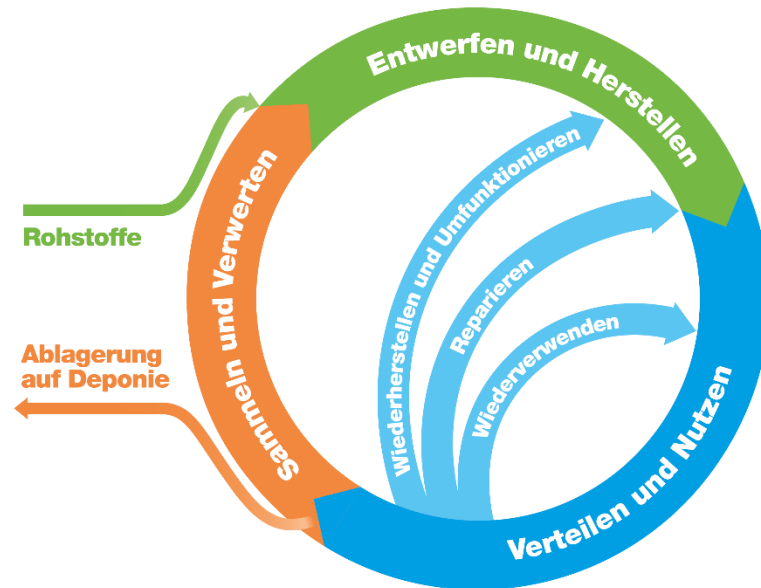 Entwerfen und Herstellen
Rohstoffe
Ablagerung
auf Deponie
Sammeln und Verwerten
Wiederherstellen und Umfunktionieren
Reparieren
Wiederverwenden
Verteilen und Nutzen